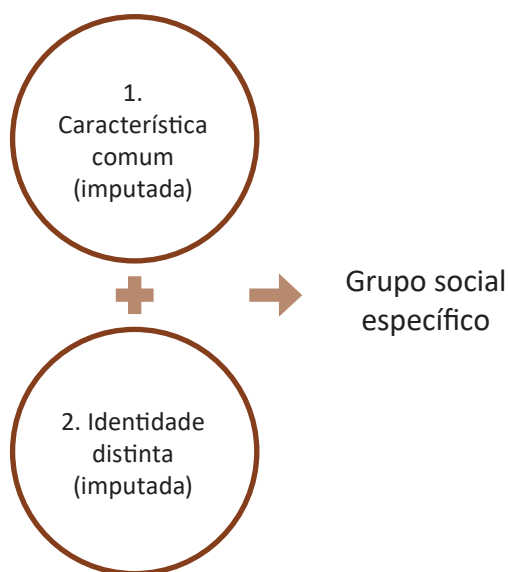 1.
Característica
comum
(imputada)
Grupo social
específico
2. Identidade
distinta
(imputada)